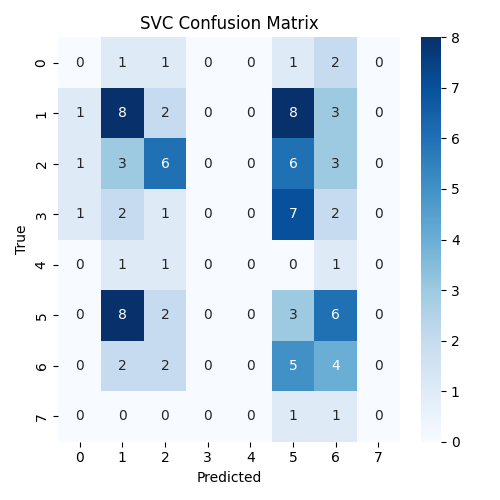 SVC Confusion Matrix
0 0 1 1 0 0 1 2 0
1 1 8 2 0 0 8 3 0
2 1 3 6 0 0 6 3 0
3 1 2 1 0 0 7 2 0
4 0 1 1 0 0 0 1 0
5 0 8 2 0 0 3 6 0
6 0 2 2 0 0 5 4 0
7 0 0 0 0 0 1 1 0
0 1 2 3 4 5 6 7
Predicted
True
8
7
6
5
4
3
2
1
0